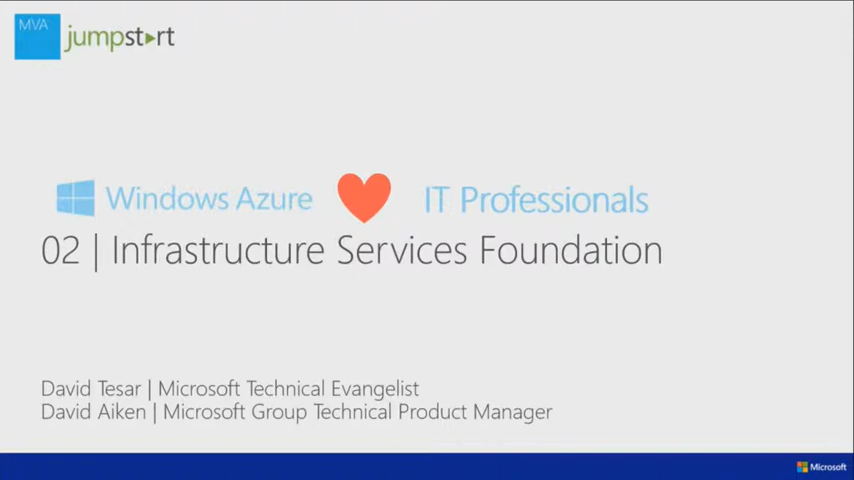 MVA
jumpstart
Windows Azure IT Professionals
02 | Infrastructure Services Foundation
David Tesar | Microsoft Technical Evangelist
David Aiken | Microsoft Group Technical Product Manager
Microsoft